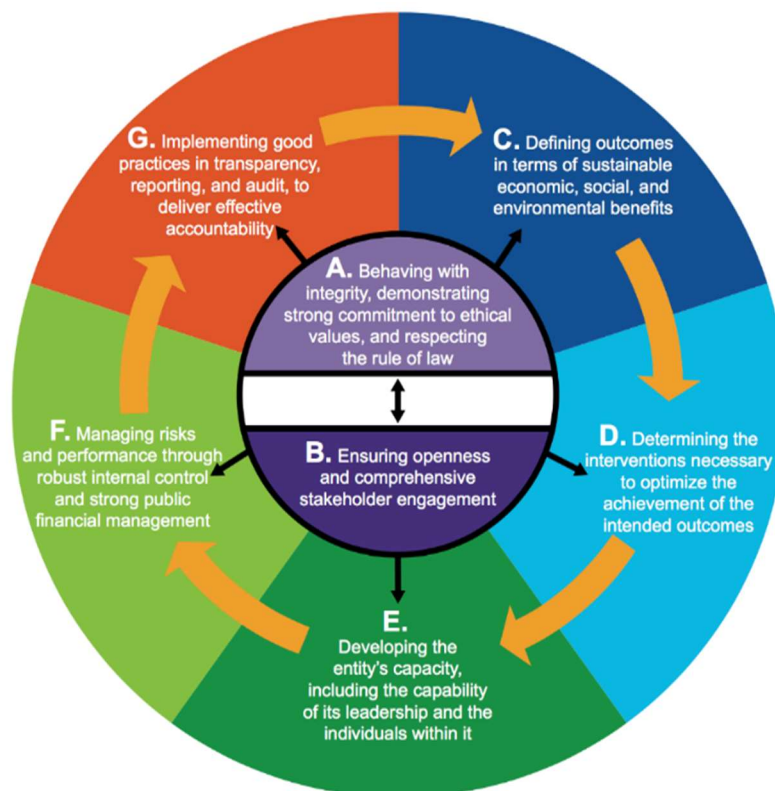 G. Implementing good
practices in transparency,
reporting, and audit, to
deliver effective
accountability
C. Defining outcomes
in terms of sustainable
economic, social, and
environmental benefits
A. Behaving with
integrity, demonstrating
strong commitment to ethical
values, and respecting
the rule of law
F. Managing risks
and performance through
robust internal control
and strong public
financial management
B. Ensuring openness
and comprehensive
stakeholder engagement
D. Determining the
interventions necessary
to optimize the
achievement of the
intended outcomes
E.
Developing the
entity's capacity,
including the capability
of its leadership and the
individuals within it